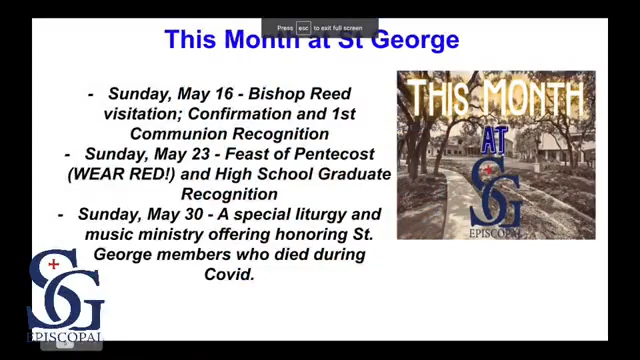 Press esc to exit full screen
This Month at St George
- Sunday, May 16 - Bishop Reed
visitation; Confirmation and 1st
Communion Recognition
- Sunday, May 23 - Feast of Pentecost
(WEAR RED!) and High School Graduate
Recognition
- Sunday, May 30 - A special liturgy and
music ministry offering honoring St.
George members who died during
Covid.
THIS MONTH
AT
SG
EPISCOPAL
SG
EPISCOPAL